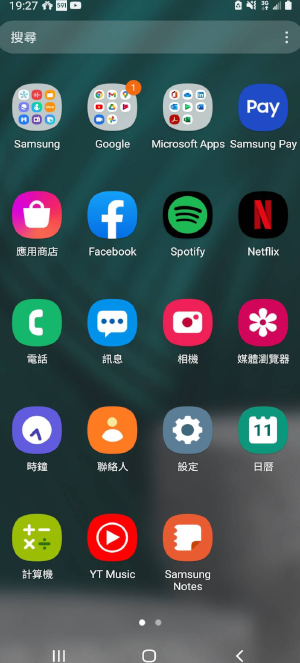 19:27 591
搜尋
1
Samsung Google Microsoft Apps Samsung Pay
Pay
應用商店 Facebook Spotify Netflix
電話 訊息 相機 媒體瀏覽器
11
時鐘 聯絡人 設定 日曆
計算機 YT Music Samsung
Notes